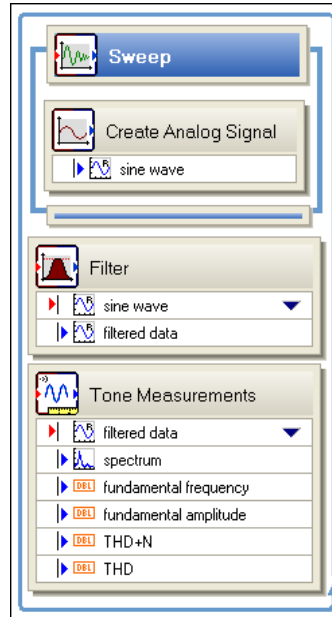 Sweep
Create Analog Signal
sine wave
Filter
sine wave
filtered data
Tone Measurements
filtered data
spectrum
DBL fundamental frequency
DBL fundamental amplitude
DBL THD+N
DBL THD